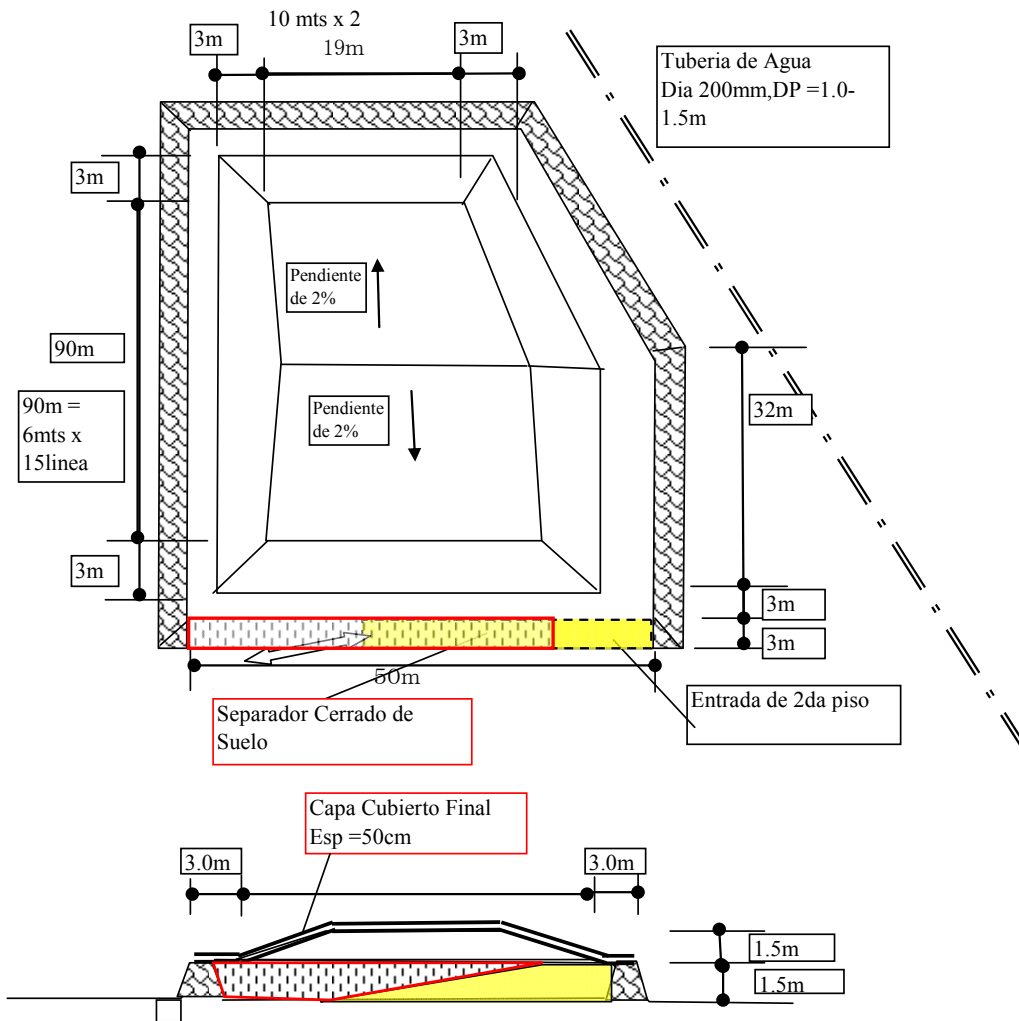 10 mts x 2
3m
19m
3m
Tuberia de Agua
Dia 200mm,DP =1.0-
1.5m
3m
Pendiente
de 2%
90m
90m =
6mts x
15linea
Pendiente
de 2%
32m
3m
3m
3m
50m
Separador Cerrado de
Suelo
Entrada de 2da piso
Capa Cubierto Final
Esp =50cm
3.0m
3.0m
1.5m
1.5m